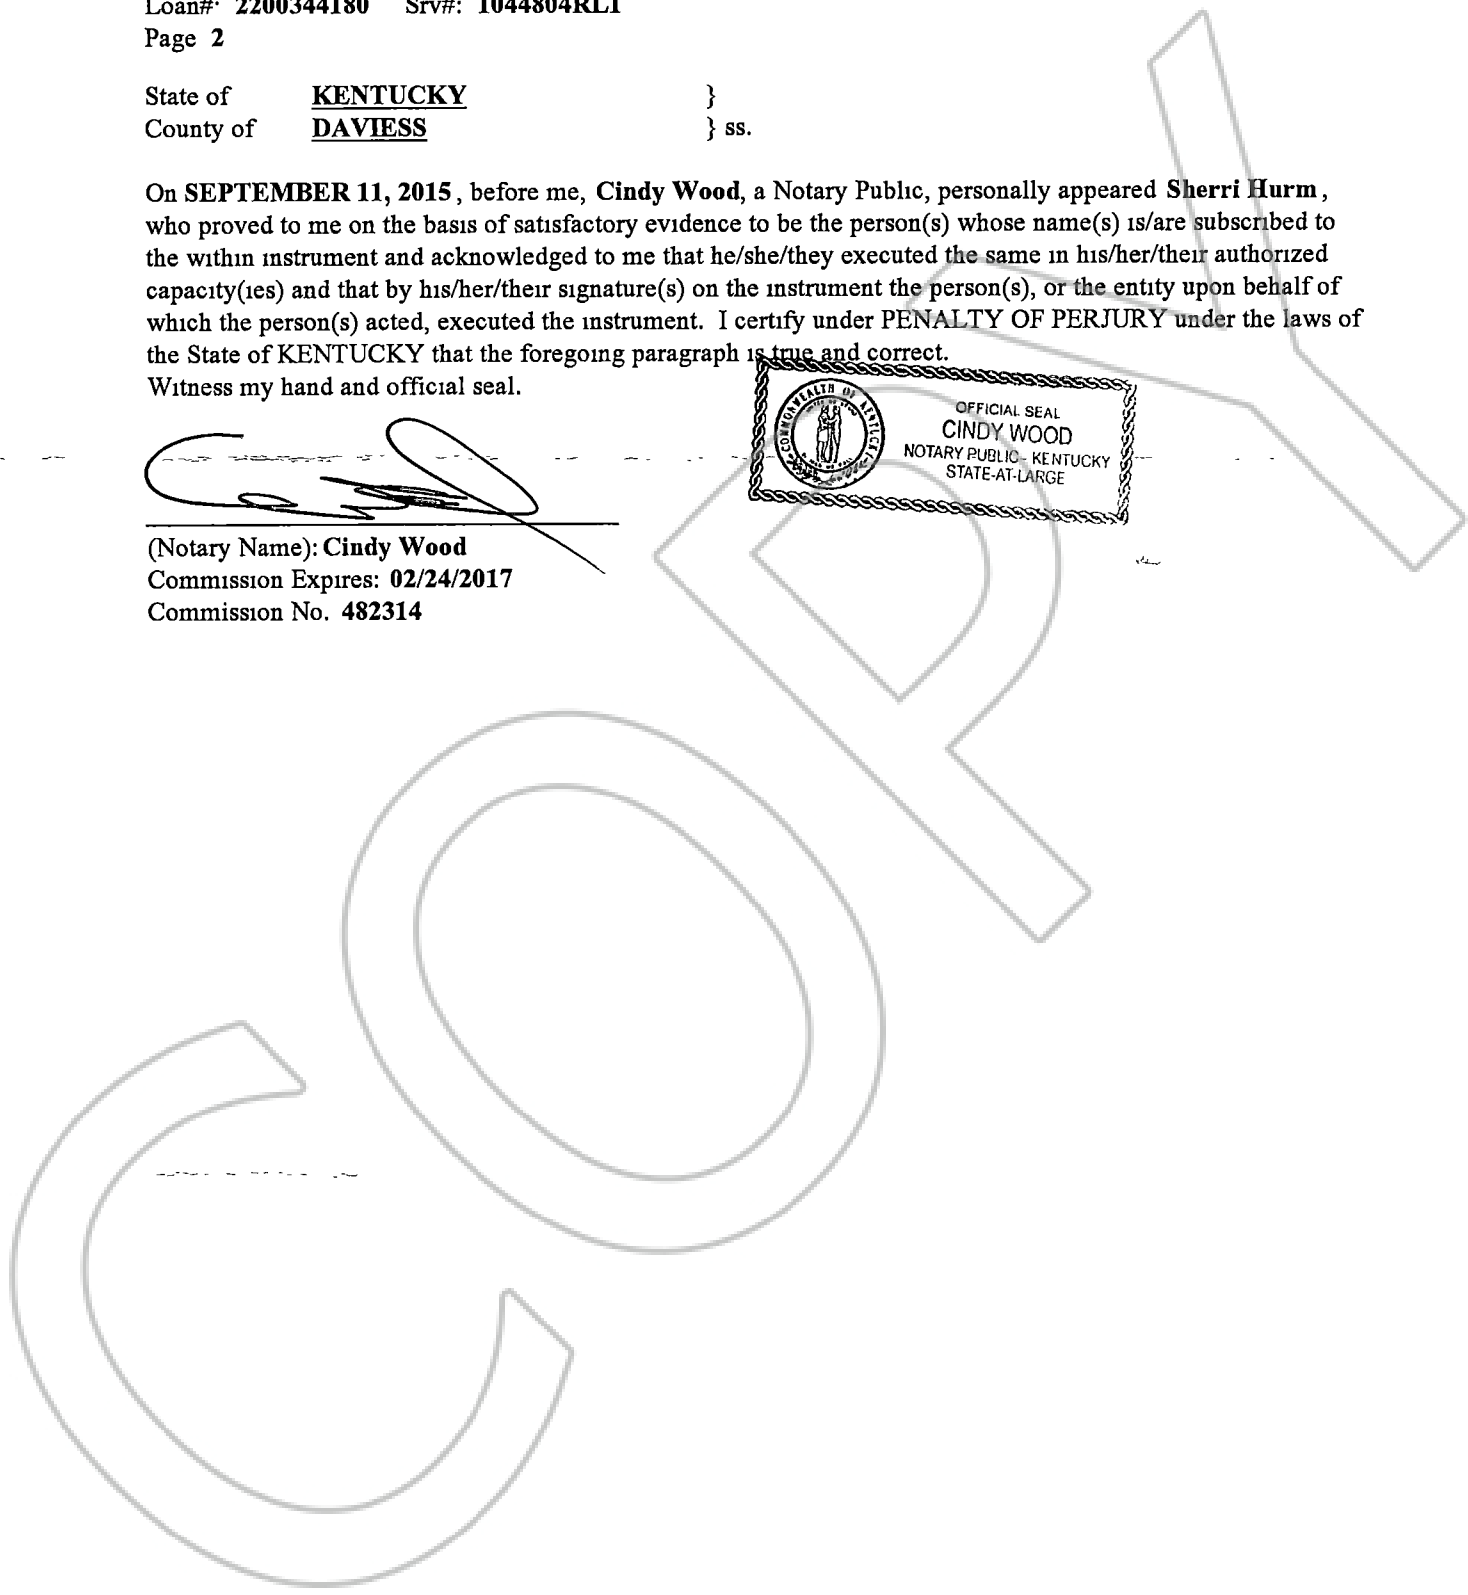 Loan#: 2200344180 Srv#: 1044804RL1
Page 2
State of KENTUCKY }
County of DAVIESS } ss.
On SEPTEMBER 11, 2015, before me, Cindy Wood, a Notary Public, personally appeared Sherri Hurm,
who proved to me on the basis of satisfactory evidence to be the person(s) whose name(s) is/are subscribed to
the within instrument and acknowledged to me that he/she/they executed the same in his/her/their authorized
capacity(ies) and that by his/her/their signature(s) on the instrument the person(s), or the entity upon behalf of
which the person(s) acted, executed the instrument. I certify under PENALTY OF PERJURY under the laws of
the State of KENTUCKY that the foregoing paragraph is true and correct.
Witness my hand and official seal.
COMMONWEALTH OF KENTUCKY
OFFICIAL SEAL
CINDY WOOD
NOTARY PUBLIC - KENTUCKY
STATE-AT-LARGE
(Notary Name): Cindy Wood
Commission Expires: 02/24/2017
Commission No. 482314
COPY